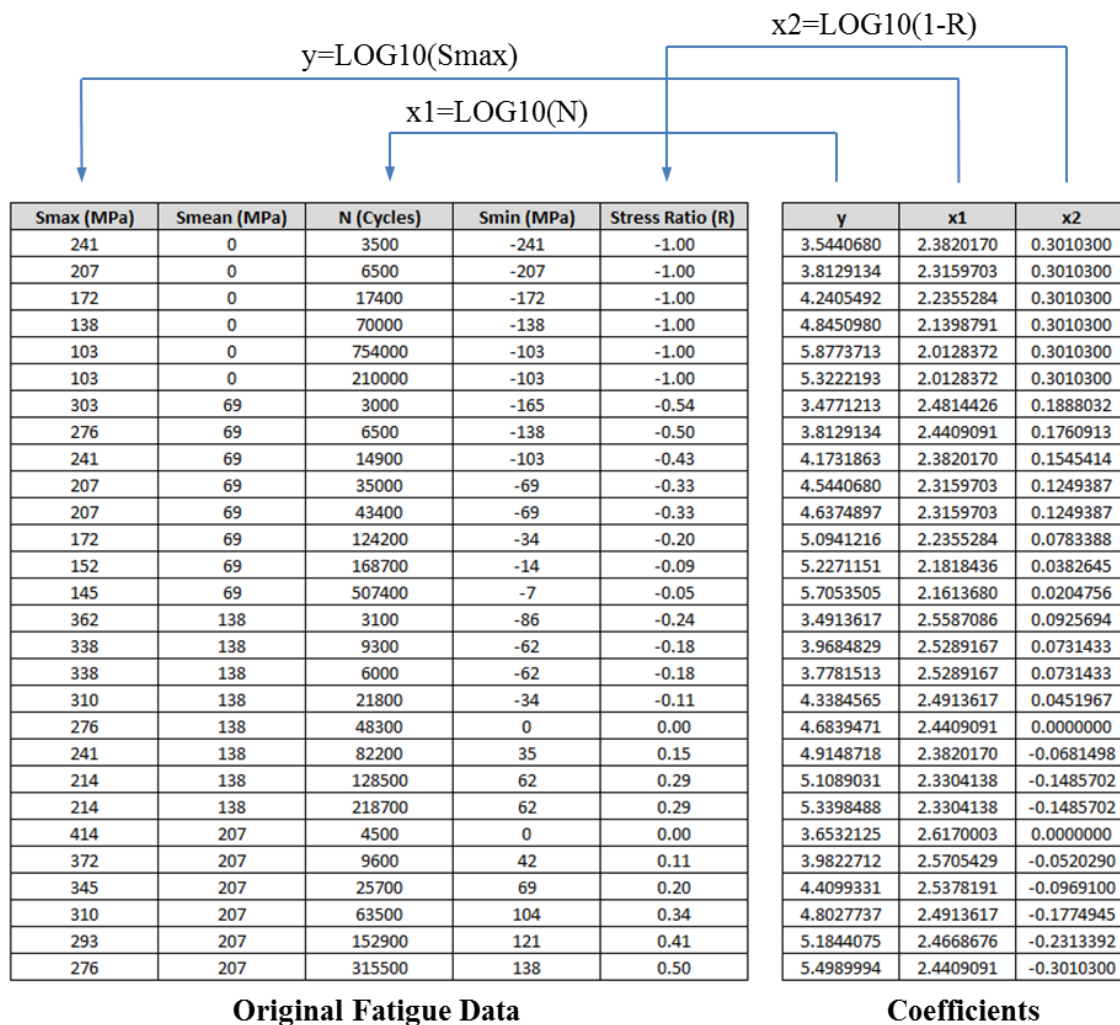 x2=LOG10(1-R)
y=LOG10(Smax)
x1=LOG10(N)
Smax (MPa) Smean (MPa) N (Cycles) Smin (MPa) Stress Ratio (R) y x1 x2
241 0 3500 -241 -1.00 3.5440680 2.3820170 0.3010300
207 0 6500 -207 -1.00 3.8129134 2.3159703 0.3010300
172 0 17400 -172 -1.00 4.2405492 2.2355284 0.3010300
138 0 70000 -138 -1.00 4.8450980 2.1398791 0.3010300
103 0 754000 -103 -1.00 5.8773713 2.0128372 0.3010300
103 0 210000 -103 -1.00 5.3222193 2.0128372 0.3010300
303 69 3000 -165 -0.54 3.4771213 2.4814426 0.1888032
276 69 6500 -138 -0.50 3.8129134 2.4409091 0.1760913
241 69 14900 -103 -0.43 4.1731863 2.3820170 0.1545414
207 69 35000 -69 -0.33 4.5440680 2.3159703 0.1249387
207 69 43400 -69 -0.33 4.6374897 2.3159703 0.1249387
172 69 124200 -34 -0.20 5.0941216 2.2355284 0.0783388
152 69 168700 -14 -0.09 5.2271151 2.1818436 0.0382645
145 69 507400 -7 -0.05 5.7053505 2.1613680 0.0204756
362 138 3100 -86 -0.24 3.4913617 2.5587086 0.0925694
338 138 9300 -62 -0.18 3.9684829 2.5289167 0.0731433
338 138 6000 -62 -0.18 3.7781513 2.5289167 0.0731433
310 138 21800 -34 -0.11 4.3384565 2.4913617 0.0451967
276 138 48300 0 0.00 4.6839471 2.4409091 0.0000000
241 138 82200 35 0.15 4.9148718 2.3820170 -0.0681498
214 138 128500 62 0.29 5.1089031 2.3304138 -0.1485702
214 138 218700 62 0.29 5.3398488 2.3304138 -0.1485702
414 207 4500 0 0.00 3.6532125 2.6170003 0.0000000
372 207 9600 42 0.11 3.9822712 2.5705429 -0.0520290
345 207 25700 69 0.20 4.4099331 2.5378191 -0.0969100
310 207 63500 104 0.34 4.8027737 2.4913617 -0.1774945
293 207 152900 121 0.41 5.1844075 2.4668676 -0.2313392
276 207 315500 138 0.50 5.4989994 2.4409091 -0.3010300
Original Fatigue Data Coefficients